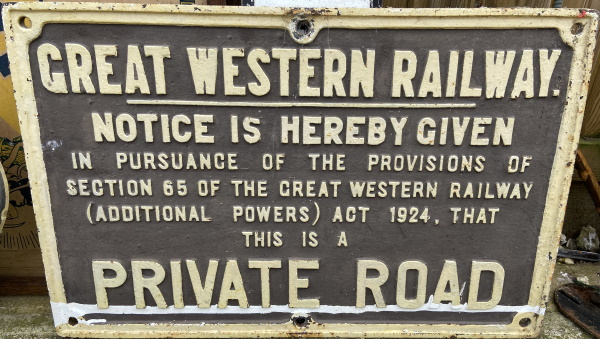 GREAT WESTERN RAILWAY.
NOTICE IS HEREBY GIVEN
IN PURSUANCE OF THE PROVISIONS OF
SECTION 65 OF THE GREAT WESTERN RAILWAY
(ADDITIONAL POWERS) ACT 1924, THAT
THIS IS A
PRIVATE ROAD